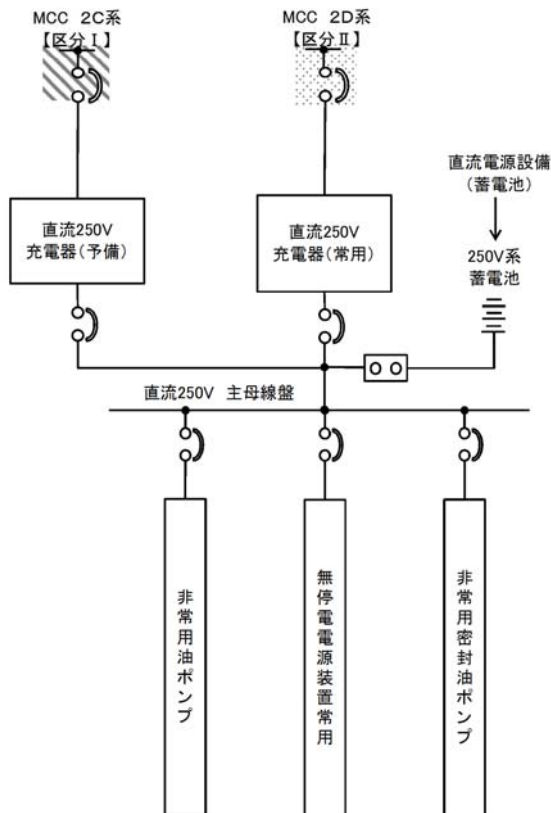 MCC 2C系
【区分Ⅰ】
MCC 2D系
【区分Ⅱ】
直流電源設備
(蓄電池)
250V系
蓄電池
直流250V
充電器(予備)
直流250V
充電器(常用)
直流250V 主母線盤
非常用油ポンプ
無停電電源装置常用
非常用密封油ポンプ